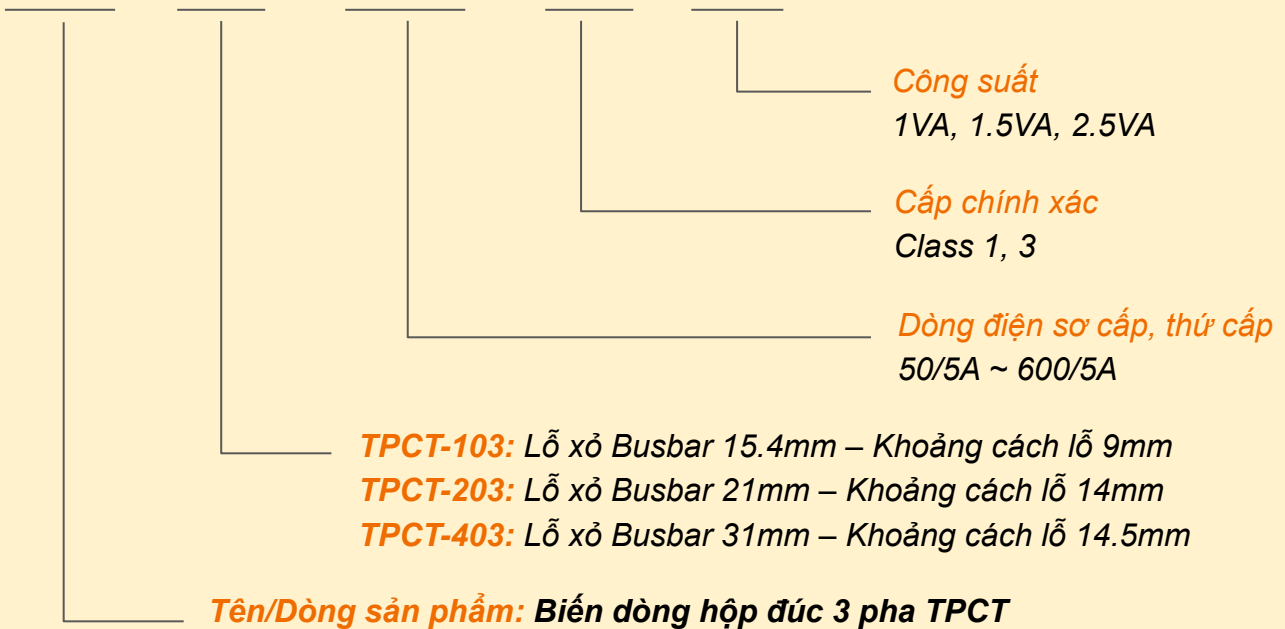 Công suất
1VA, 1.5VA, 2.5VA
Cấp chính xác
Class 1, 3
Dòng điện sơ cấp, thứ cấp
50/5A ~ 600/5A
TPCT-103: Lỗ xỏ Busbar 15.4mm – Khoảng cách lỗ 9mm
TPCT-203: Lỗ xỏ Busbar 21mm – Khoảng cách lỗ 14mm
TPCT-403: Lỗ xỏ Busbar 31mm – Khoảng cách lỗ 14.5mm
Tên/Dòng sản phẩm: Biến dòng hộp đúc 3 pha TPCT